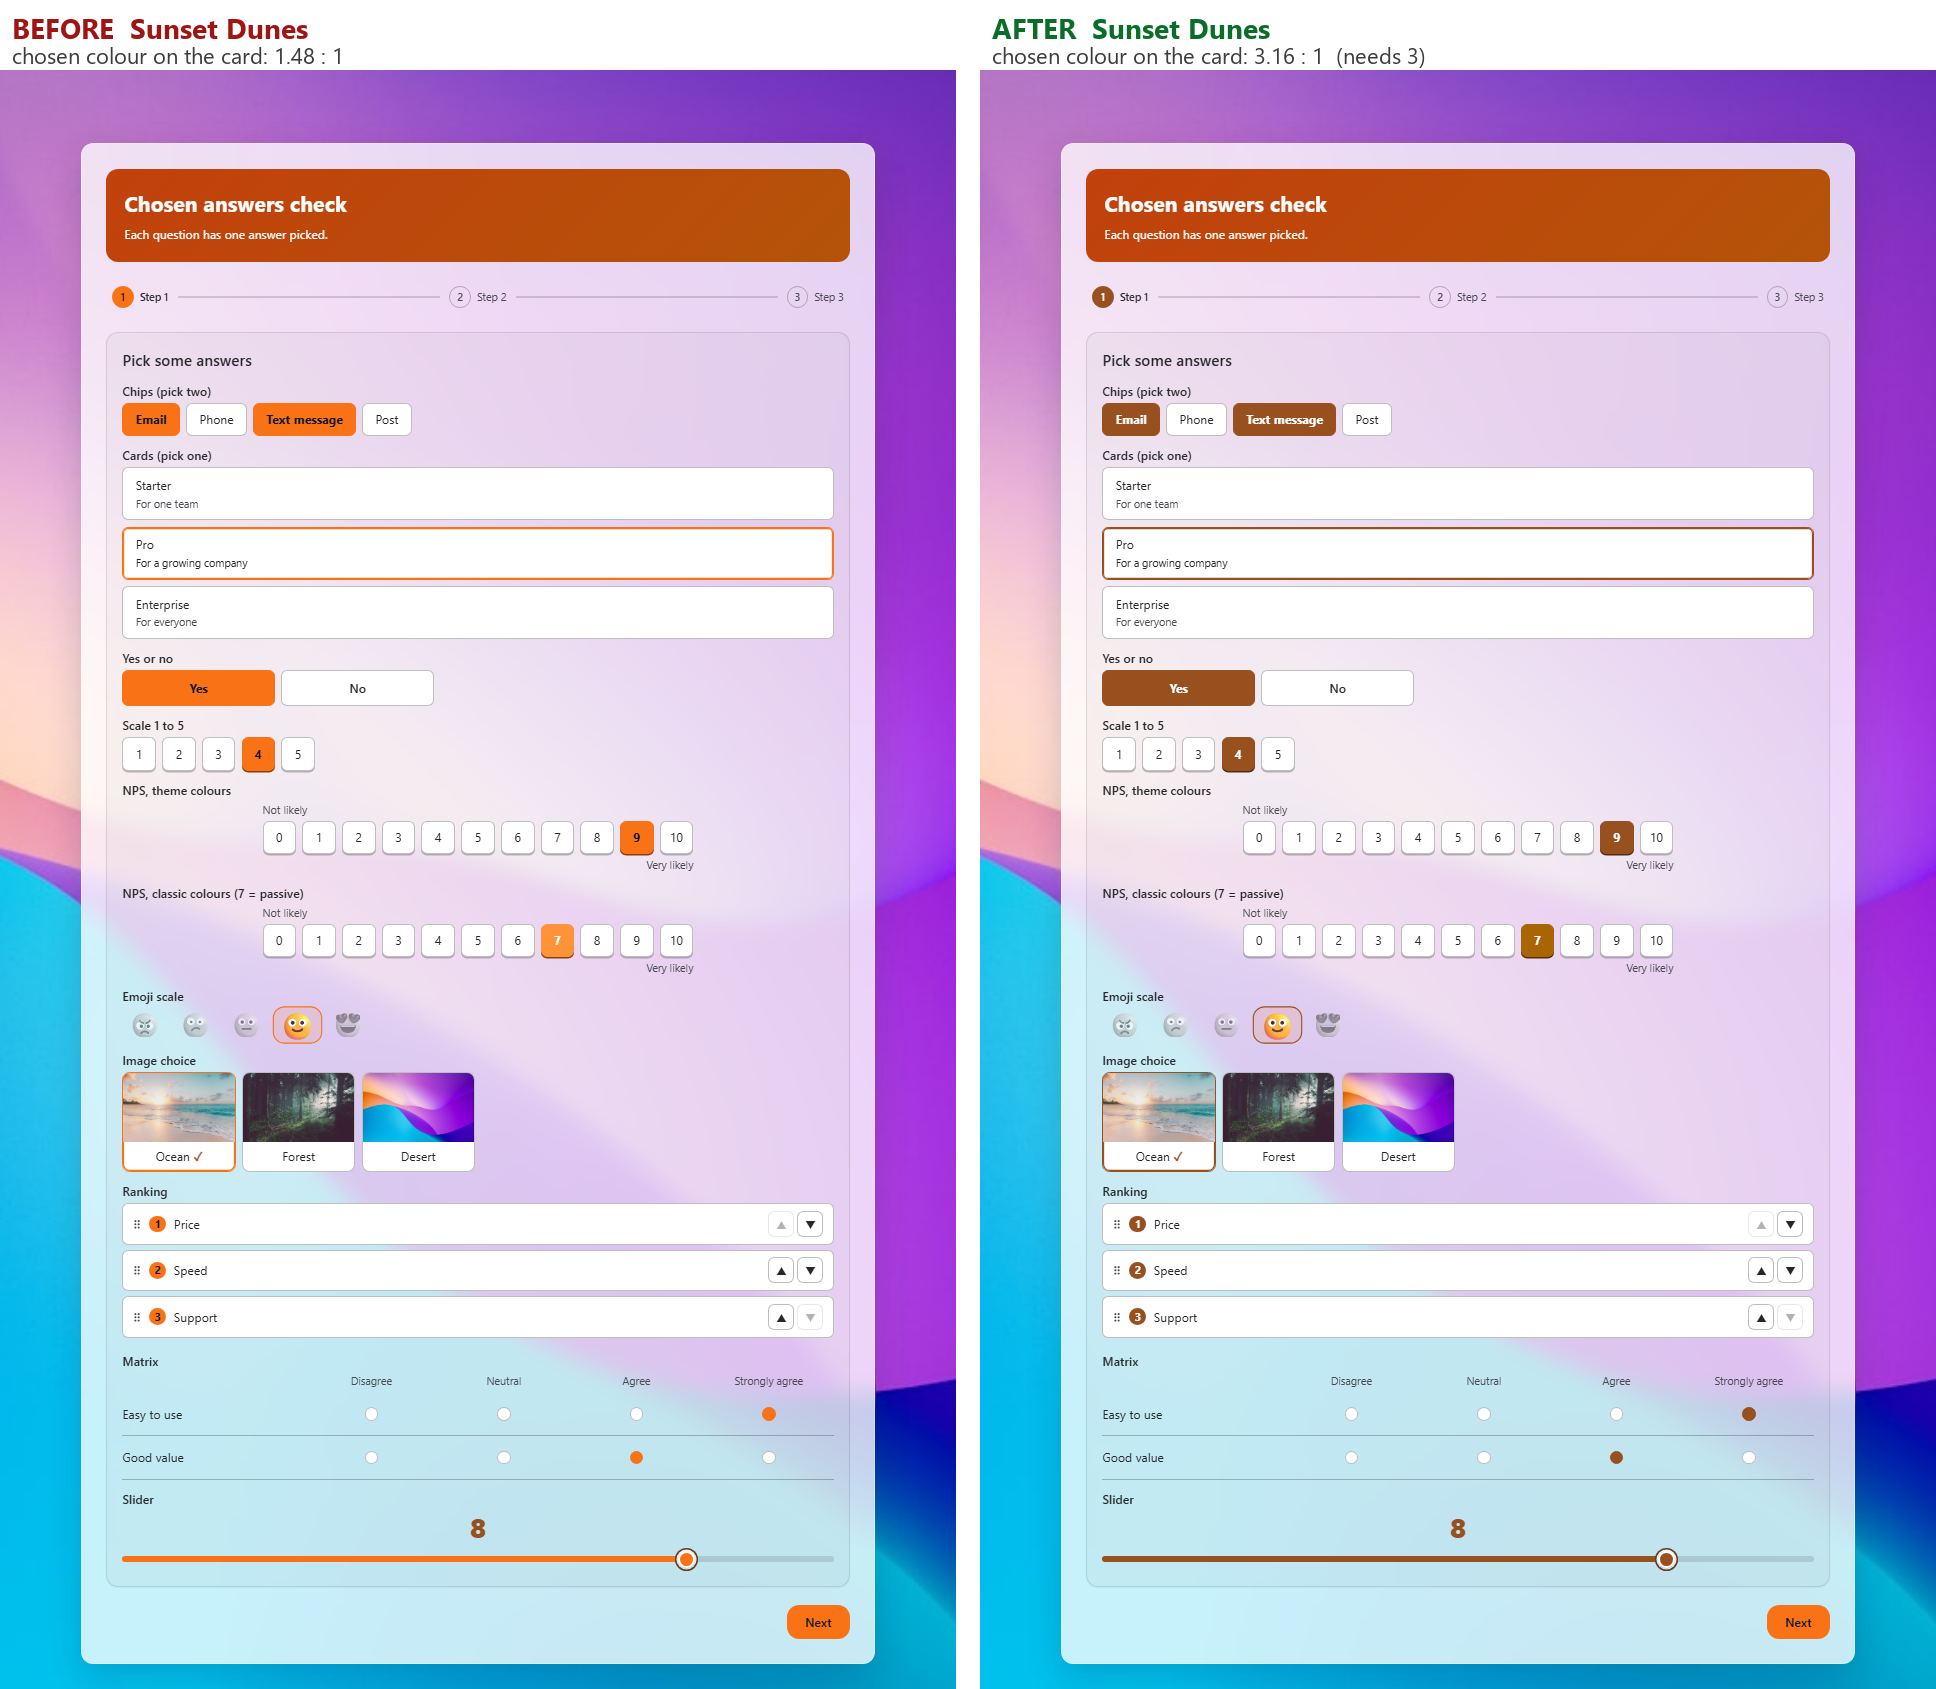 BEFORE Sunset Dunes
chosen colour on the card: 1.48 : 1
Chosen answers check
Each question has one answer picked.
1 Step 1
2 Step 2
3 Step 3
Pick some answers
Chips (pick two)
Email Phone Text message Post
Cards (pick one)
Starter
For one team
Pro
For a growing company
Enterprise
For everyone
Yes or no
Yes No
Scale 1 to 5
1 2 3 4 5
NPS, theme colours
Not likely
0 1 2 3 4 5 6 7 8 9 10
Very likely
NPS, classic colours (7 = passive)
Not likely
0 1 2 3 4 5 6 7 8 9 10
Very likely
Emoji scale
Image choice
Ocean ✓ Forest Desert
Ranking
1 Price
2 Speed
3 Support
Matrix
Disagree Neutral Agree Strongly agree
Easy to use
Good value
Slider
8
Next
AFTER Sunset Dunes
chosen colour on the card: 3.16 : 1 (needs 3)
Chosen answers check
Each question has one answer picked.
1 Step 1
2 Step 2
3 Step 3
Pick some answers
Chips (pick two)
Email Phone Text message Post
Cards (pick one)
Starter
For one team
Pro
For a growing company
Enterprise
For everyone
Yes or no
Yes No
Scale 1 to 5
1 2 3 4 5
NPS, theme colours
Not likely
0 1 2 3 4 5 6 7 8 9 10
Very likely
NPS, classic colours (7 = passive)
Not likely
0 1 2 3 4 5 6 7 8 9 10
Very likely
Emoji scale
Image choice
Ocean ✓ Forest Desert
Ranking
1 Price
2 Speed
3 Support
Matrix
Disagree Neutral Agree Strongly agree
Easy to use
Good value
Slider
8
Next